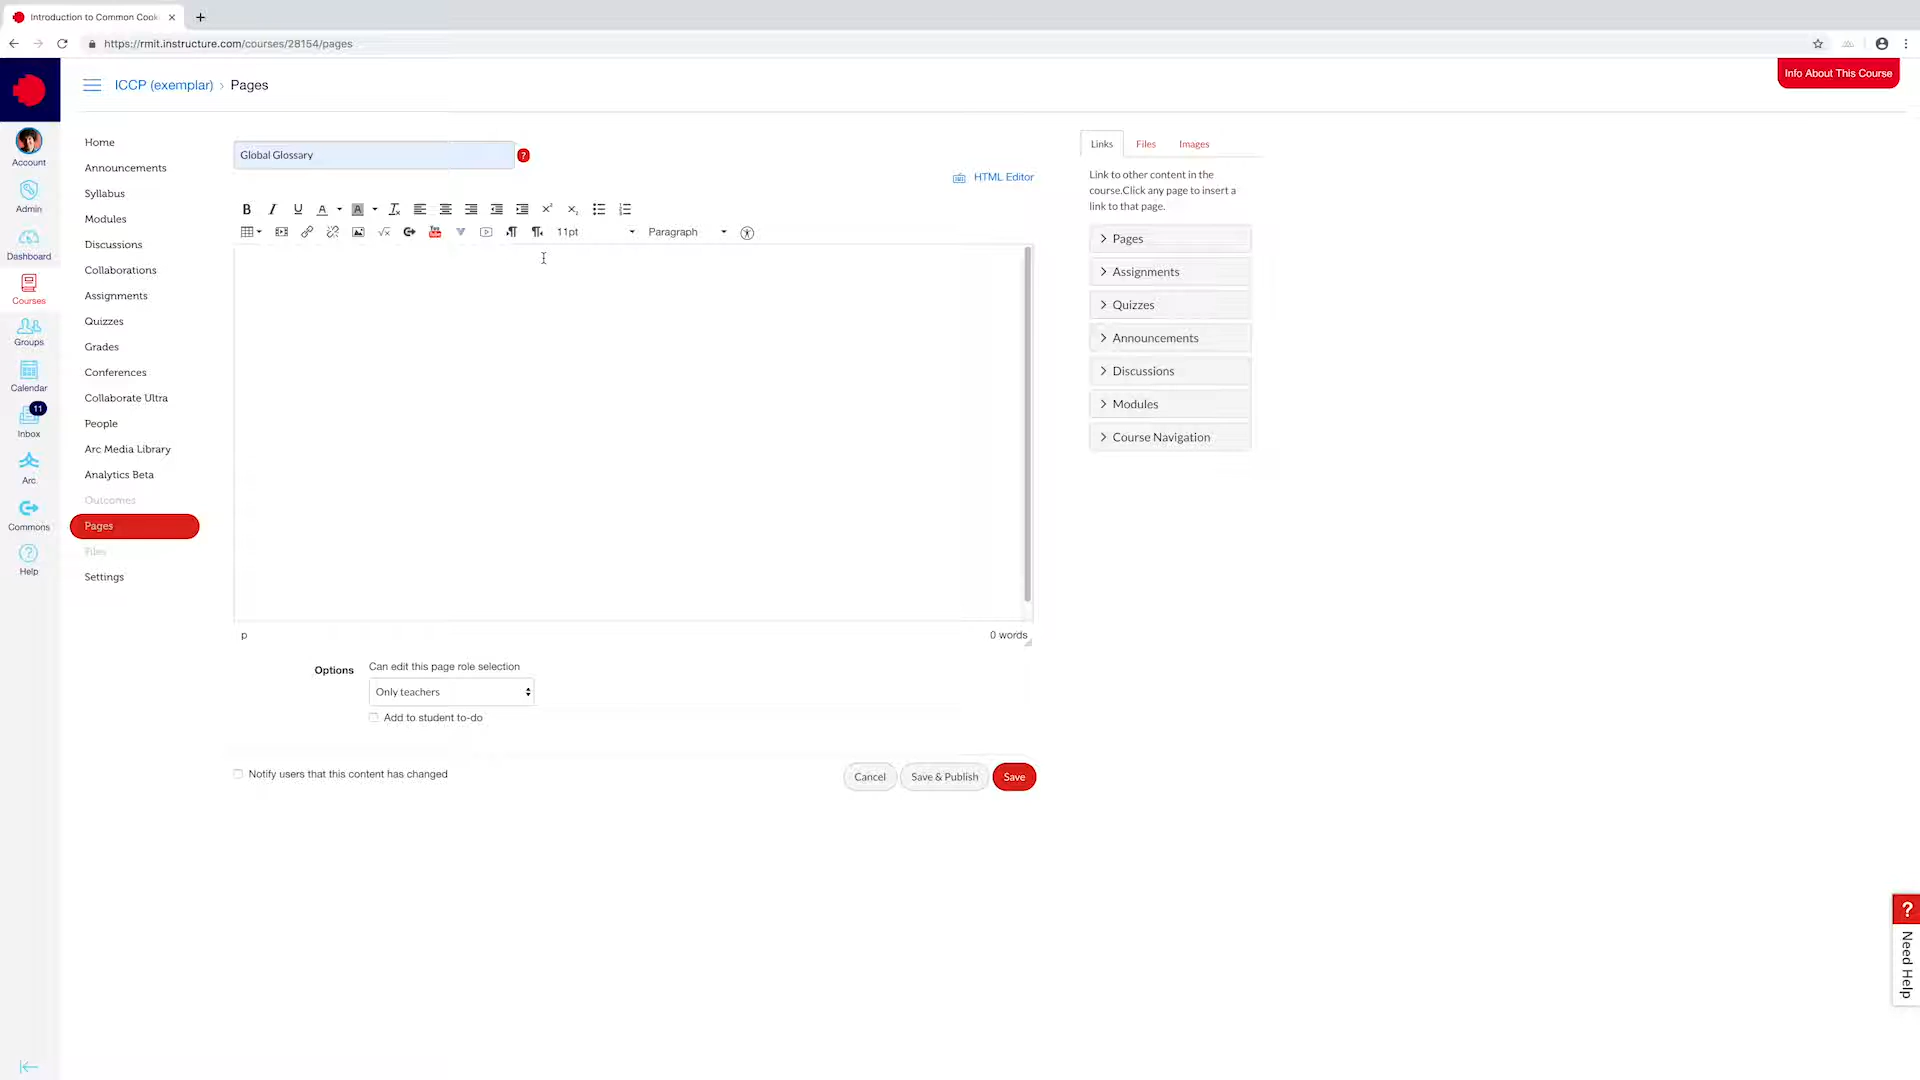 Introduction to Common Cook
https://rmit.instructure.com/courses/28154/pages
ICCP (exemplar) › Pages
Info About This Course
Account
Admin
Dashboard
Courses
Groups
Calendar
11
Inbox
Arc
Commons
Help
Home
Announcements
Syllabus
Modules
Discussions
Collaborations
Assignments
Quizzes
Grades
Conferences
Collaborate Ultra
People
Arc Media Library
Analytics Beta
Outcomes
Pages
Files
Settings
Global Glossary
HTML Editor
11pt
Paragraph
p
0 words
Options
Can edit this page role selection
Only teachers
Add to student to-do
Notify users that this content has changed
Cancel
Save & Publish
Save
Links Files Images
Link to other content in the
course.Click any page to insert a
link to that page.
Pages
Assignments
Quizzes
Announcements
Discussions
Modules
Course Navigation
? Need Help